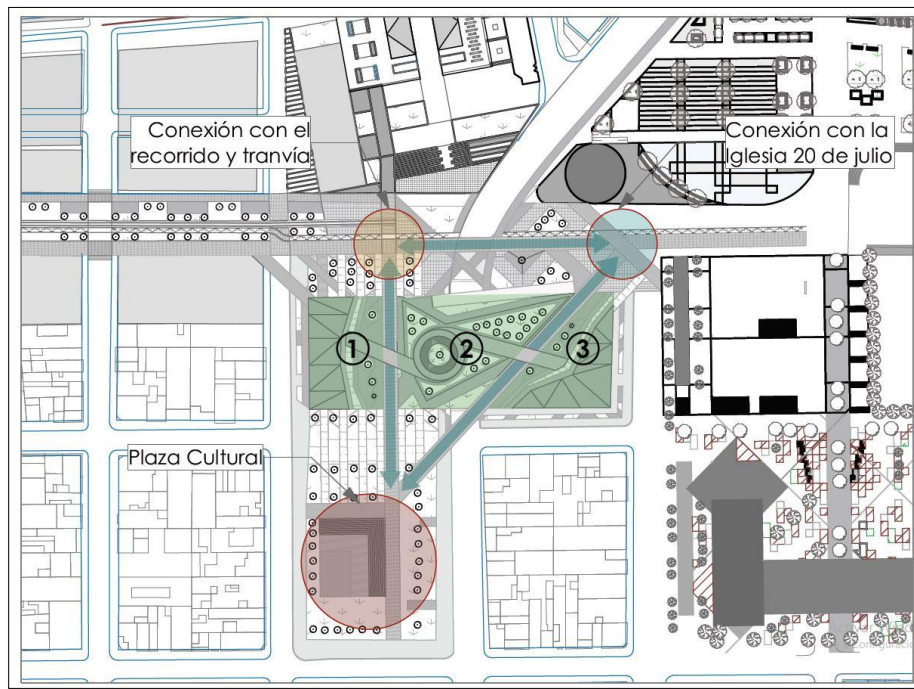 Conexión con el
recorrido y tranvía
Conexión con la
Iglesia 20 de julio
1
2
3
Plaza Cultural